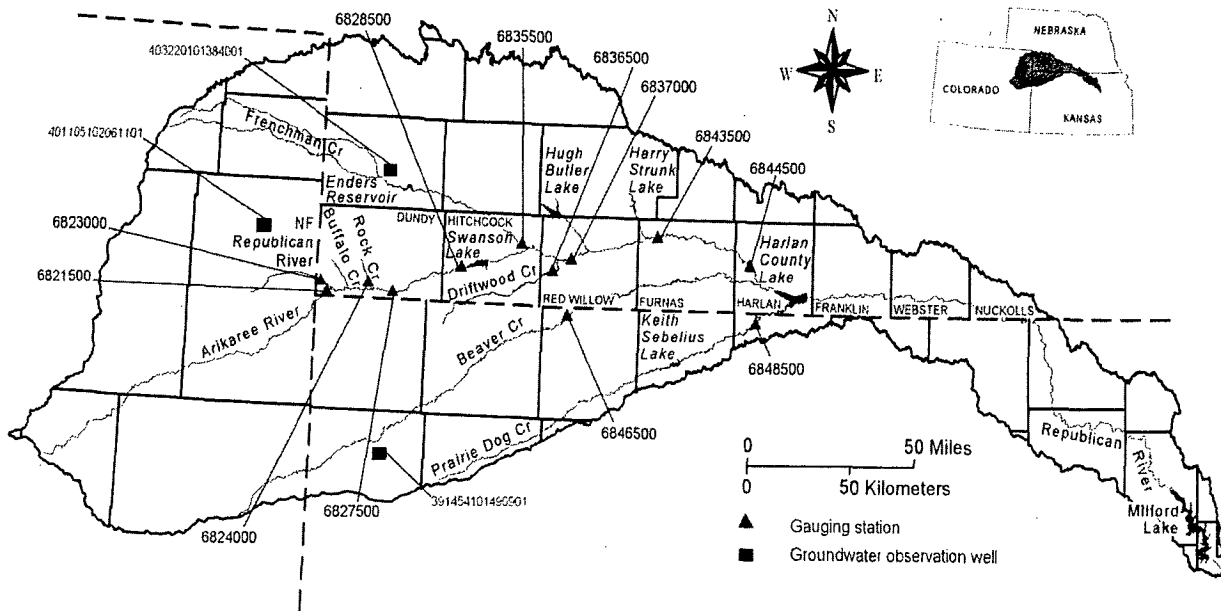 6828500
6835500
403220101384001
6836500
6837000
N
W
E
S
NEBRASKA
COLORADO
KANSAS
401105102061101
Frenchman Cr
Hugh
Butler
Lake
Harry
Strunk
Lake
6843500
6844500
Enders
Reservoir
6823000
NF
Republican
River
Buffalo Cr
Rock Cr
DUNDY
HITCHCOCK
Swanson
Lake
Harlan
County
Lake
6821500
Driftwood Cr
RED WILLOW
FURNAS
HARLAN
FRANKLIN
WEBSTER
NUCKOLLS
Arikaree River
Beaver Cr
Keith
Sebelius
Lake
6848500
6846500
Prairie Dog Cr
0
50 Miles
0
50 Kilometers
Republican
River
Milford
Lake
6827500
6824000
Gauging station
Groundwater observation well